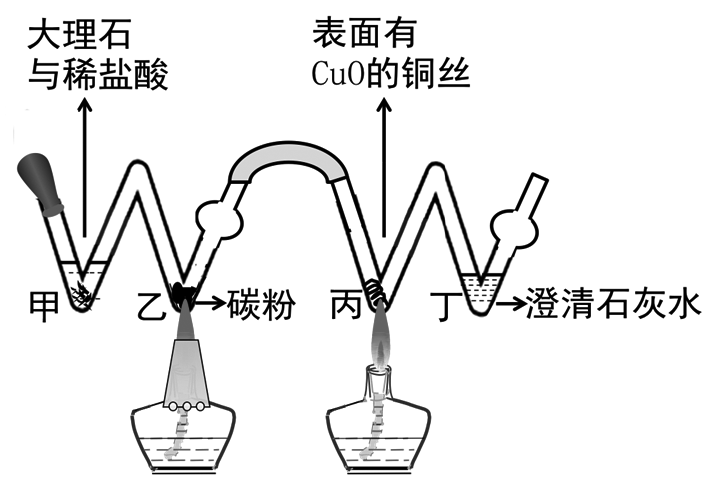 大理石
与稀盐酸
表面有
CuO的铜丝
甲
乙
碳粉
丙
丁
澄清石灰水